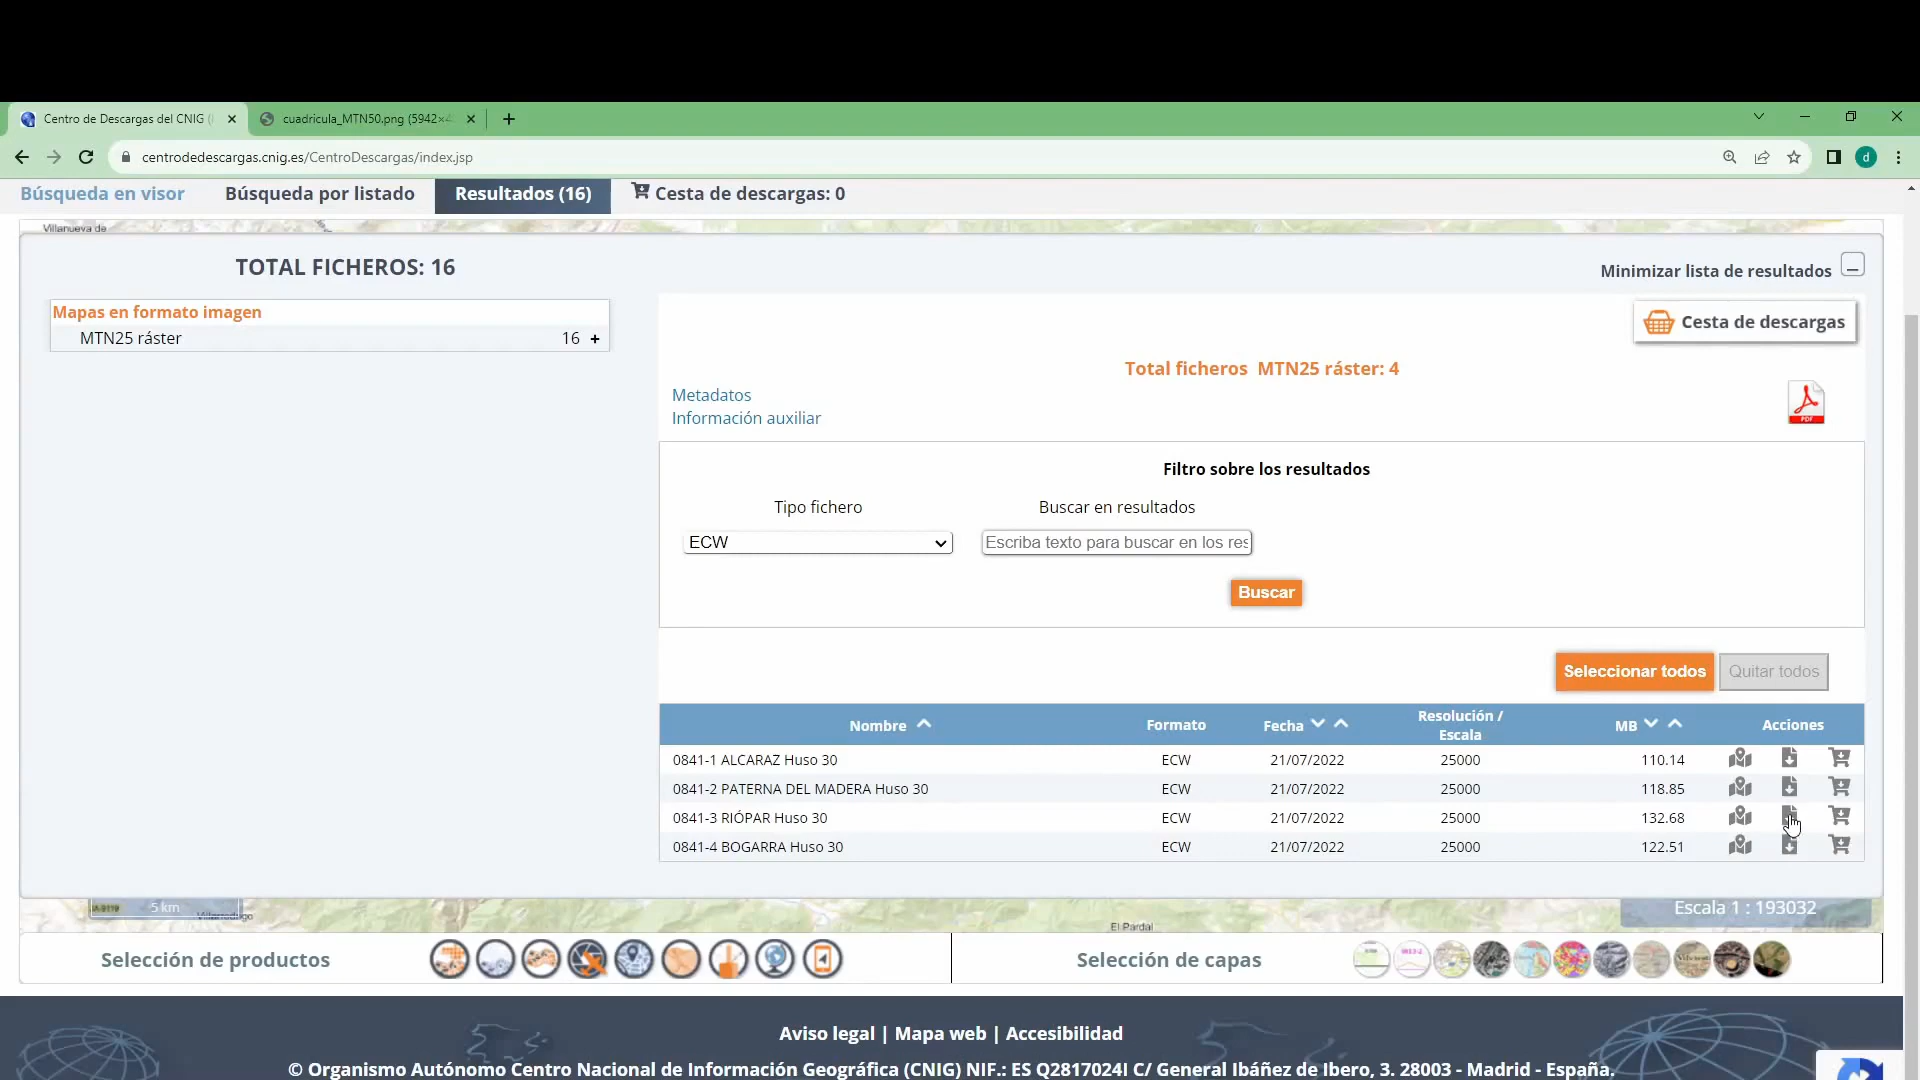 Centro de Descargas del CNIG (
cuadricula_MTN50.png (5942×4
centrodedescargas.cnig.es/CentroDescargas/index.jsp
d
Búsqueda en visor
Búsqueda por listado
Resultados (16)
Cesta de descargas: 0
Villanueva de
TOTAL FICHEROS: 16
Minimizar lista de resultados
Mapas en formato imagen
MTN25 ráster 16 +
Cesta de descargas
Total ficheros MTN25 ráster: 4
Metadatos
Información auxiliar
PDF
Filtro sobre los resultados
Tipo fichero
Buscar en resultados
ECW
Escriba texto para buscar en los res
Buscar
Seleccionar todos
Quitar todos
Nombre Formato Fecha Resolución / Escala MB Acciones
0841-1 ALCARAZ Huso 30 ECW 21/07/2022 25000 110.14
0841-2 PATERNA DEL MADERA Huso 30 ECW 21/07/2022 25000 118.85
0841-3 RIÓPAR Huso 30 ECW 21/07/2022 25000 132.68
0841-4 BOGARRA Huso 30 ECW 21/07/2022 25000 122.51
5 km
El Pardal
Escala 1 : 193032
Selección de productos
Selección de capas
Aviso legal | Mapa web | Accesibilidad
© Organismo Autónomo Centro Nacional de Información Geográfica (CNIG) NIF.: ES Q2817024I C/ General Ibáñez de Ibero, 3. 28003 - Madrid - España.